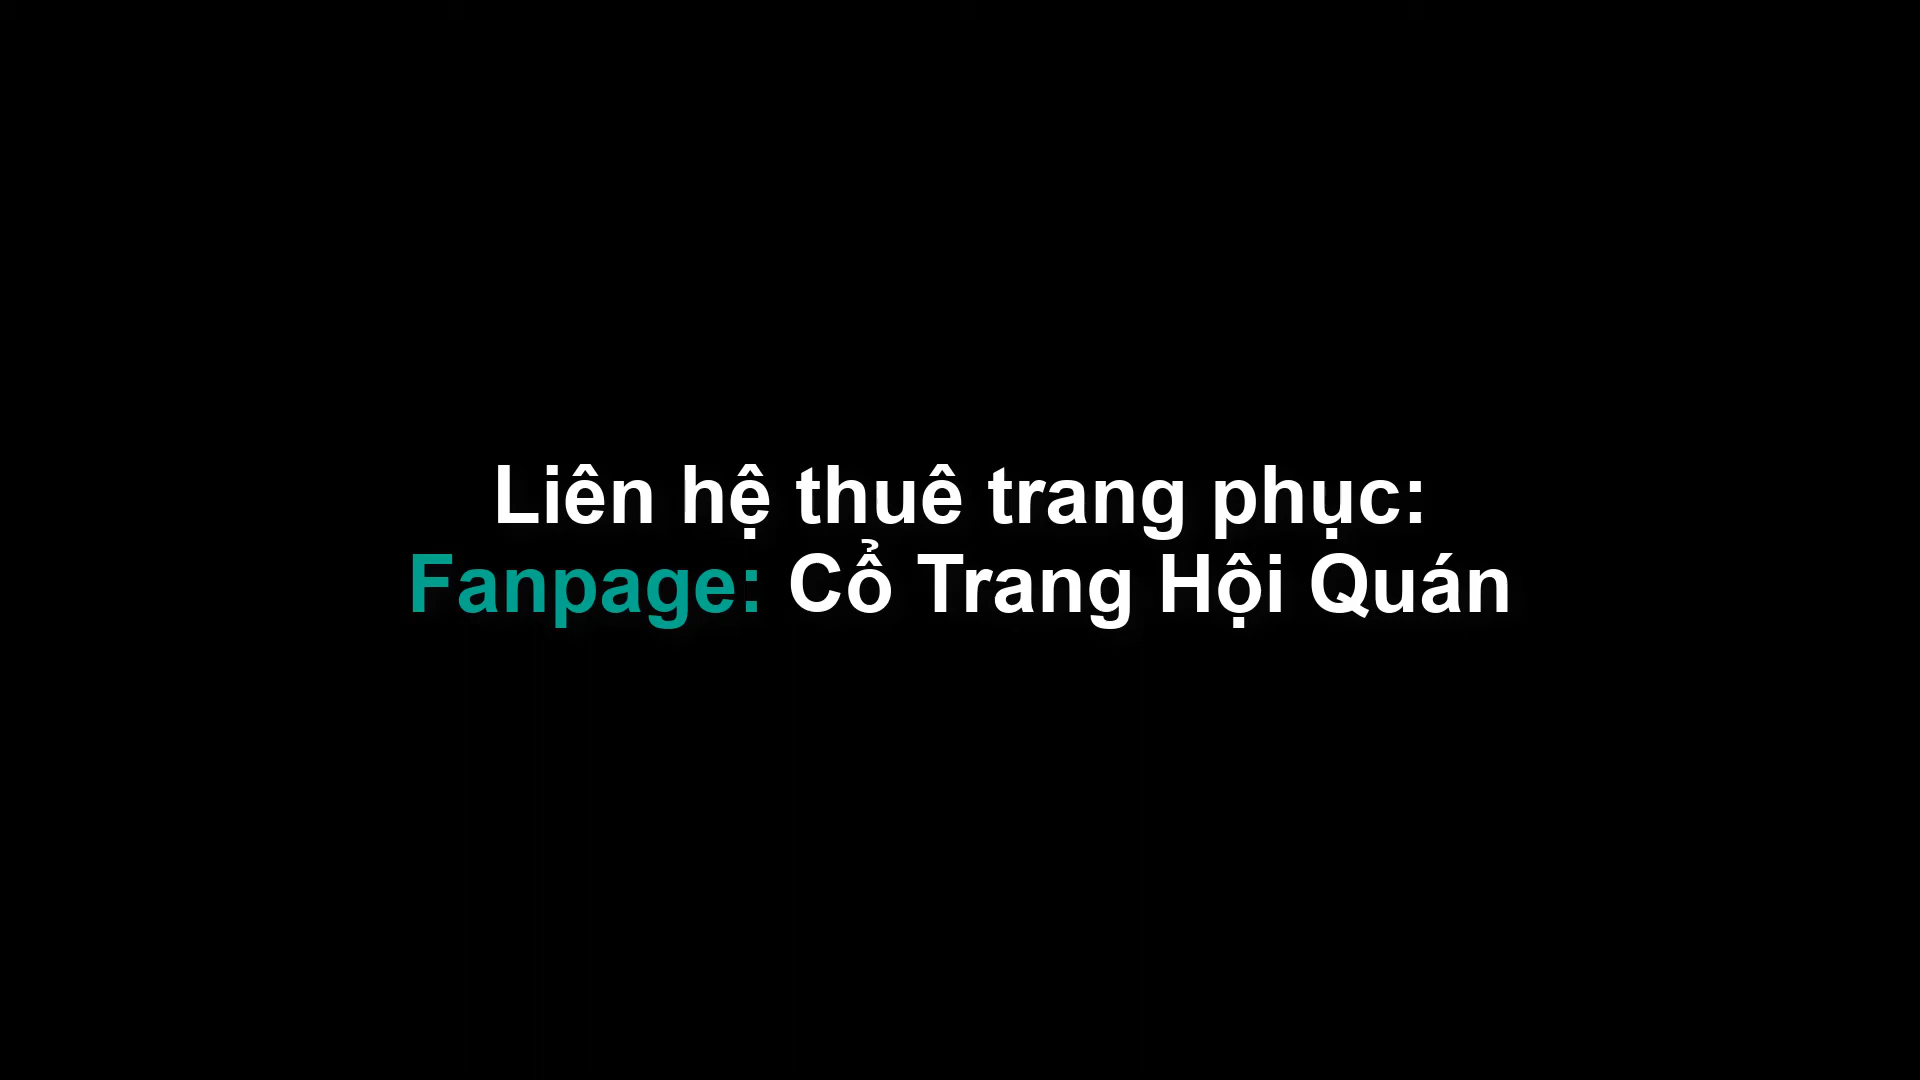 Liên hệ thuê trang phục:
Fanpage: Cổ Trang Hội Quán